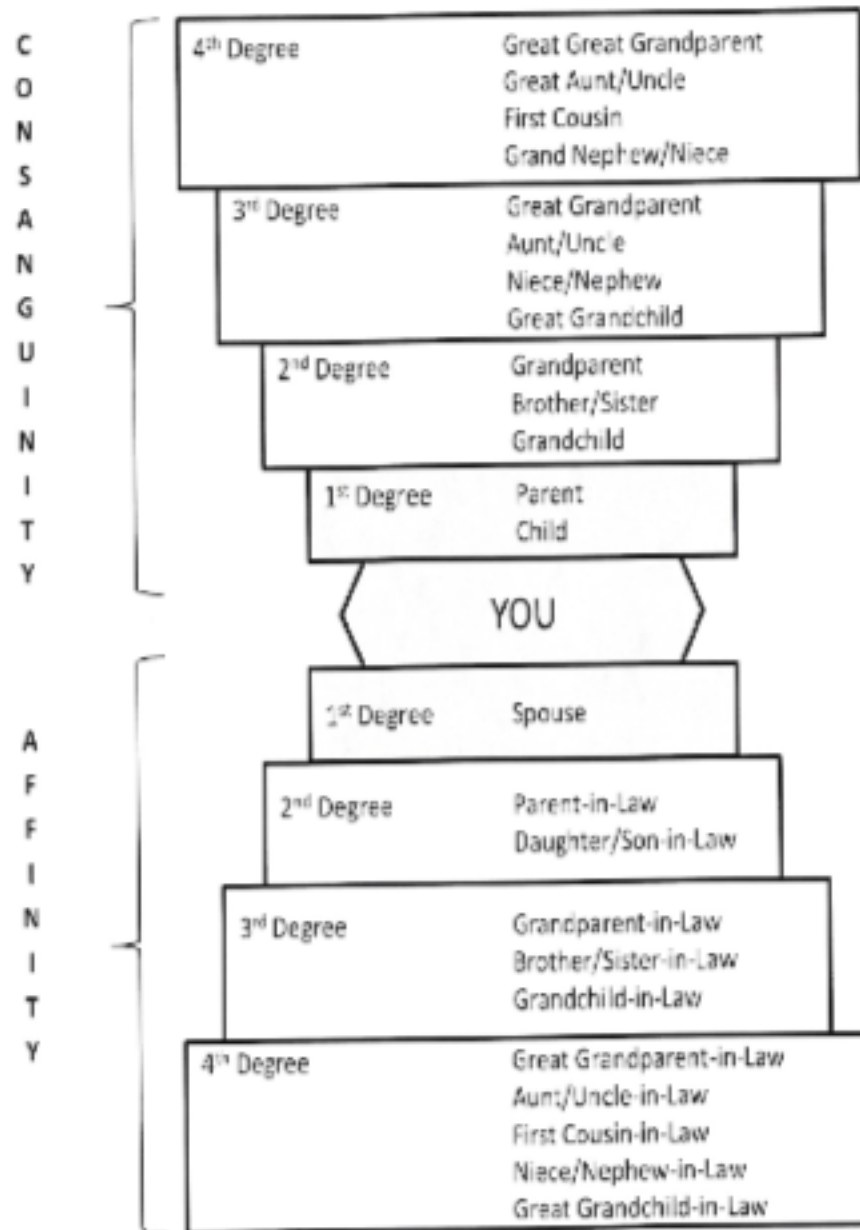 CONSANGUINITY
4th Degree Great Great Grandparent
Great Aunt/Uncle
First Cousin
Grand Nephew/Niece
3rd Degree Great Grandparent
Aunt/Uncle
Niece/Nephew
Great Grandchild
2nd Degree Grandparent
Brother/Sister
Grandchild
1st Degree Parent
Child
YOU
AFFINITY
1st Degree Spouse
2nd Degree Parent-in-Law
Daughter/Son-in-Law
3rd Degree Grandparent-in-Law
Brother/Sister-in-Law
Grandchild-in-Law
4th Degree Great Grandparent-in-Law
Aunt/Uncle-in-Law
First Cousin-in-Law
Niece/Nephew-in-Law
Great Grandchild-in-Law